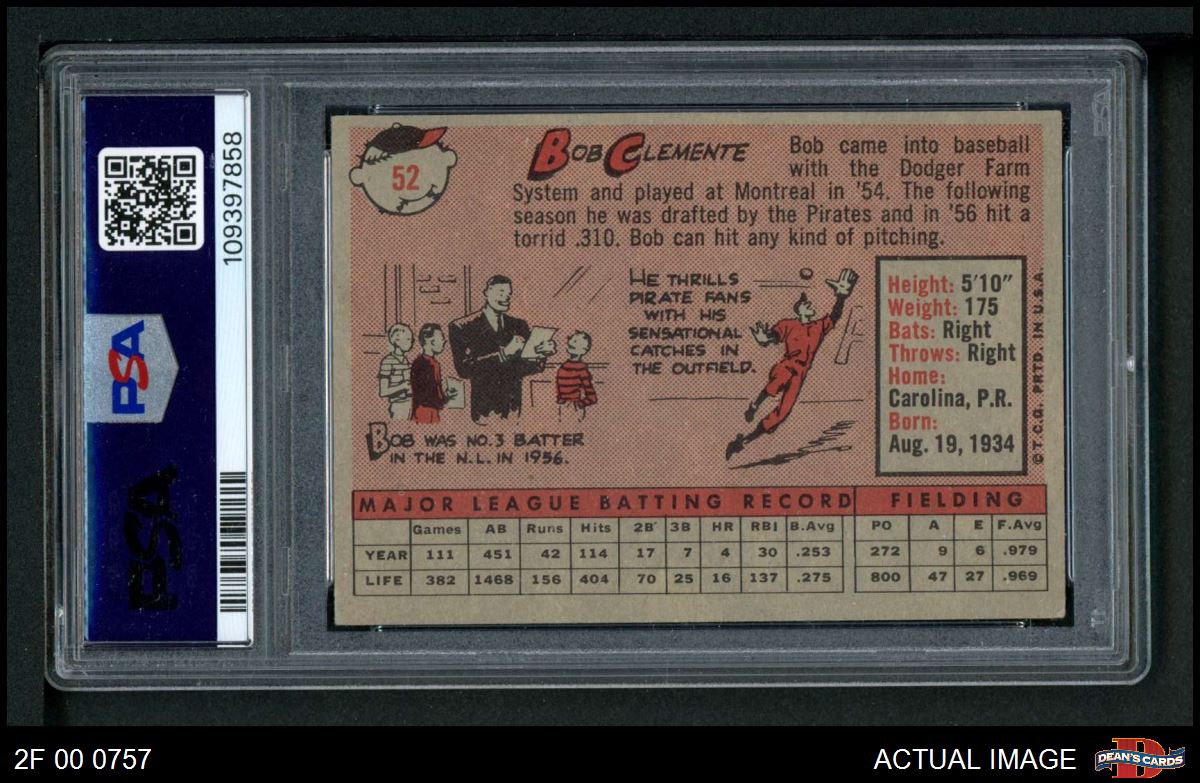 109397858
PSA
PSA
52
BOB CLEMENTE
Bob came into baseball
with the Dodger Farm
System and played at Montreal in '54. The following
season he was drafted by the Pirates and in '56 hit a
torrid .310. Bob can hit any kind of pitching.
BOB WAS NO. 3 BATTER
IN THE N.L. IN 1956.
HE THRILLS
PIRATE FANS
WITH HIS
SENSATIONAL
CATCHES IN
THE OUTFIELD.
Height: 5'10"
Weight: 175
Bats: Right
Throws: Right
Home:
Carolina, P.R.
Born:
Aug. 19, 1934
© T.C.G. PRTD. IN U.S.A.
MAJOR LEAGUE BATTING RECORD FIELDING
Games AB Runs Hits 2B 3B HR RBI B.Avg PO A E F.Avg
YEAR 111 451 42 114 17 7 4 30 .253 272 9 6 .979
LIFE 382 1468 156 404 70 25 16 137 .275 800 47 27 .969
2F 00 0757
ACTUAL IMAGE
DEAN'S CARDS